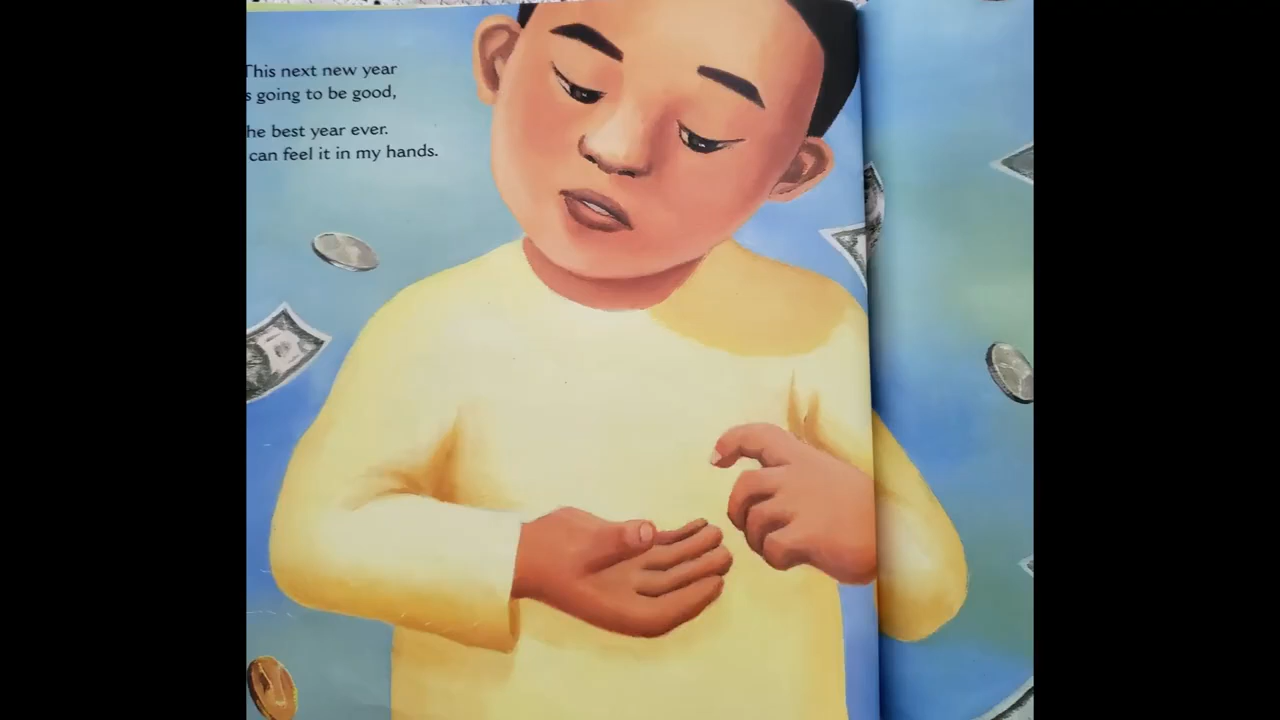 This next new year
s going to be good,
he best year ever.
can feel it in my hands.